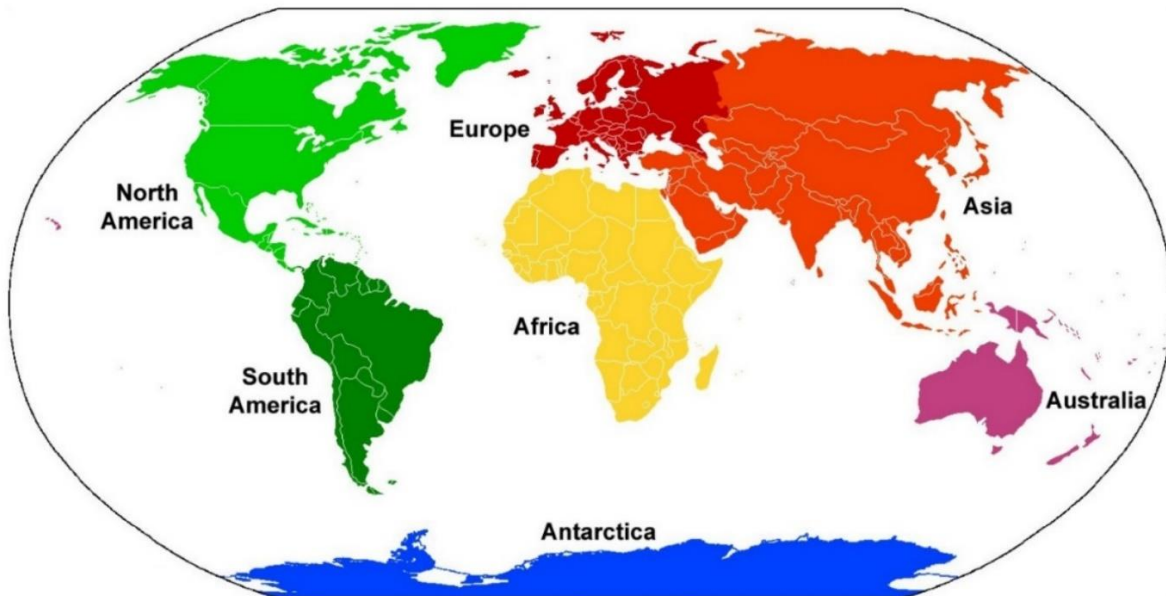 Europe
North
America
Asia
Africa
South
America
Australia
Antarctica